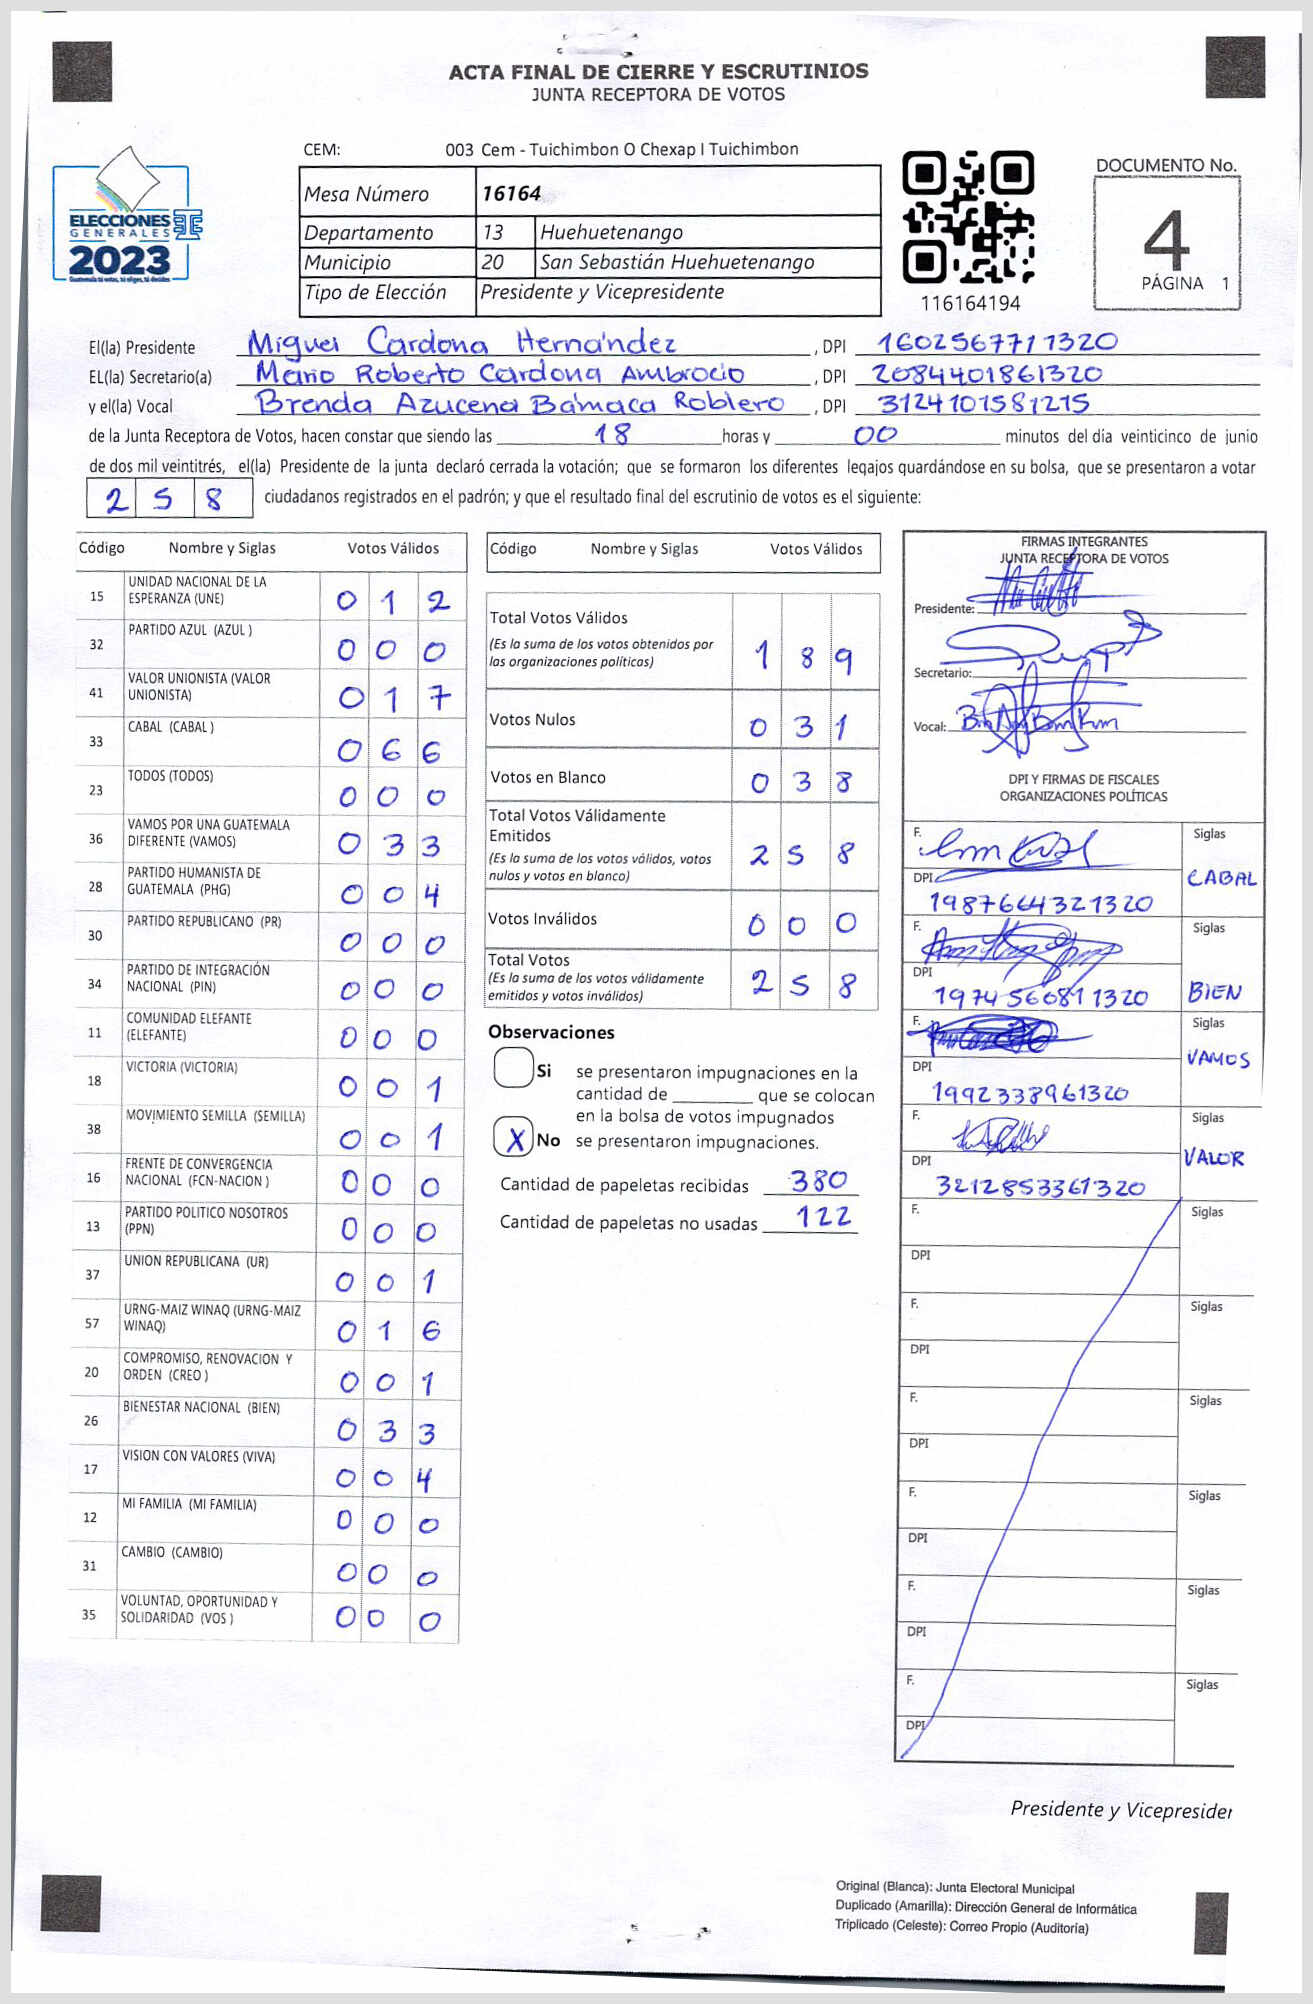 ACTA FINAL DE CIERRE Y ESCRUTINIOS
JUNTA RECEPTORA DE VOTOS
CEM: 003 Cem - Tuichimbon O Chexap I Tuichimbon
ELECCIONES
GENERALES
2023
Mesa Número 16164
Departamento 13 Huehuetenango
Municipio 20 San Sebastián Huehuetenango
Tipo de Elección Presidente y Vicepresidente
116164194
DOCUMENTO No.
4
PÁGINA 1
El(la) Presidente Miguel Cardona Hernández, DPI 1602567711320
EL(la) Secretario(a) Mario Roberto Cardona Ambrocio, DPI 2084401861320
y el(la) Vocal Brenda Azucena Bámaca Roblero, DPI 3124101581215
de la Junta Receptora de Votos, hacen constar que siendo las 18 horas y 00 minutos del día veinticinco de junio
de dos mil veintitrés, el(la) Presidente de la junta declaró cerrada la votación; que se formaron los diferentes legajos guardándose en su bolsa, que se presentaron a votar
258 ciudadanos registrados en el padrón; y que el resultado final del escrutinio de votos es el siguiente:
Código Nombre y Siglas Votos Válidos
15 UNIDAD NACIONAL DE LA
ESPERANZA (UNE) 0 1 2
32 PARTIDO AZUL (AZUL ) 0 0 0
41 VALOR UNIONISTA (VALOR
UNIONISTA) 0 1 7
33 CABAL (CABAL ) 0 6 6
23 TODOS (TODOS) 0 0 0
36 VAMOS POR UNA GUATEMALA
DIFERENTE (VAMOS) 0 3 3
28 PARTIDO HUMANISTA DE
GUATEMALA (PHG) 0 0 4
30 PARTIDO REPUBLICANO (PR) 0 0 0
34 PARTIDO DE INTEGRACIÓN
NACIONAL (PIN) 0 0 0
11 COMUNIDAD ELEFANTE
(ELEFANTE) 0 0 0
18 VICTORIA (VICTORIA) 0 0 1
38 MOVIMIENTO SEMILLA (SEMILLA) 0 0 1
16 FRENTE DE CONVERGENCIA
NACIONAL (FCN-NACION ) 0 0 0
13 PARTIDO POLITICO NOSOTROS
(PPN) 0 0 0
37 UNION REPUBLICANA (UR) 0 0 1
57 URNG-MAIZ WINAQ (URNG-MAIZ
WINAQ) 0 1 6
20 COMPROMISO, RENOVACION Y
ORDEN (CREO ) 0 0 1
26 BIENESTAR NACIONAL (BIEN) 0 3 3
17 VISION CON VALORES (VIVA) 0 0 4
12 MI FAMILIA (MI FAMILIA) 0 0 0
31 CAMBIO (CAMBIO) 0 0 0
35 VOLUNTAD, OPORTUNIDAD Y
SOLIDARIDAD (VOS ) 0 0 0
Código Nombre y Siglas Votos Válidos
Total Votos Válidos
(Es la suma de los votos obtenidos por
las organizaciones políticas) 1 8 9
Votos Nulos 0 3 1
Votos en Blanco 0 3 8
Total Votos Válidamente
Emitidos
(Es la suma de los votos válidos, votos
nulos y votos en blanco) 2 5 8
Votos Inválidos 0 0 0
Total Votos
(Es la suma de los votos válidamente
emitidos y votos inválidos) 2 5 8
Observaciones
Si se presentaron impugnaciones en la
cantidad de ________ que se colocan
en la bolsa de votos impugnados
X No se presentaron impugnaciones.
Cantidad de papeletas recibidas 380
Cantidad de papeletas no usadas 122
FIRMAS INTEGRANTES
JUNTA RECEPTORA DE VOTOS
Presidente:
Secretario:
Vocal:
DPI Y FIRMAS DE FISCALES
ORGANIZACIONES POLÍTICAS
F. Siglas
DPI CABAL
1987664321320
F. Siglas
DPI BIEN
1974560811320
F. Siglas
DPI VAMOS
1992338961320
F. Siglas
DPI VALOR
3212853361320
F. Siglas
DPI
F. Siglas
DPI
F. Siglas
DPI
F. Siglas
DPI
F. Siglas
DPI
F. Siglas
DPI
Presidente y Vicepresider
Original (Blanca): Junta Electoral Municipal
Duplicado (Amarilla): Dirección General de Informática
Triplicado (Celeste): Correo Propio (Auditoría)